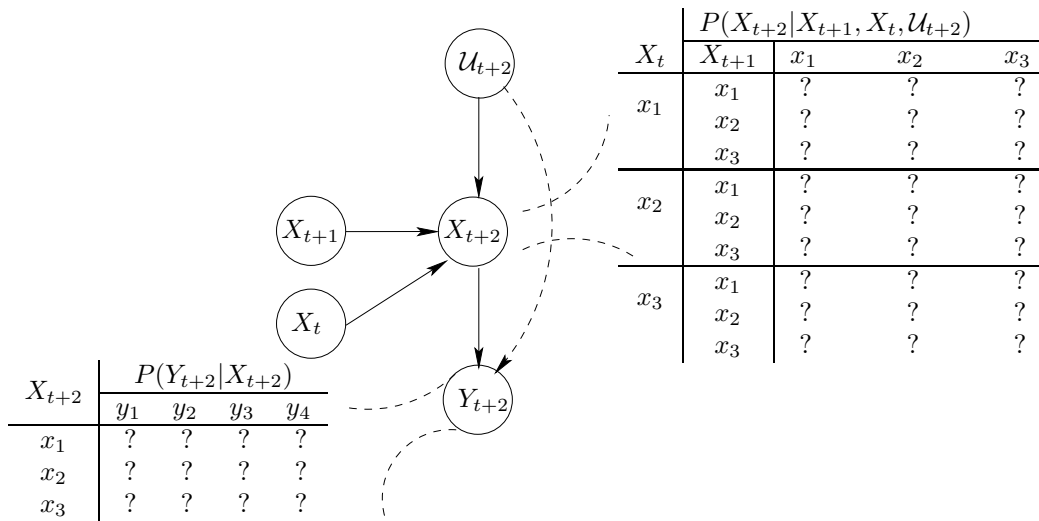 P(X_{t+2}|X_{t+1}, X_t, 𝒰_{t+2})
X_t X_{t+1} x_1 x_2 x_3
x_1 x_1 ? ? ?
x_2 ? ? ?
x_3 ? ? ?
x_2 x_1 ? ? ?
x_2 ? ? ?
x_3 ? ? ?
x_3 x_1 ? ? ?
x_2 ? ? ?
x_3 ? ? ?
𝒰_{t+2}
X_{t+1} X_{t+2}
X_t
Y_{t+2}
P(Y_{t+2}|X_{t+2})
X_{t+2} y_1 y_2 y_3 y_4
x_1 ? ? ? ?
x_2 ? ? ? ?
x_3 ? ? ? ?